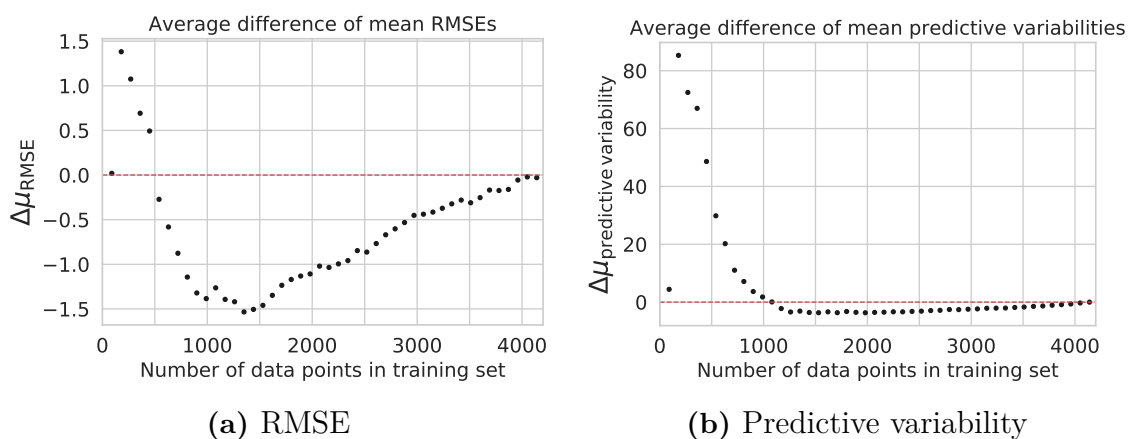 Average difference of mean RMSEs
1.5
1.0
0.5
0.0
−0.5
−1.0
−1.5
ΔμRMSE
0 1000 2000 3000 4000
Number of data points in training set
(a) RMSE
Average difference of mean predictive variabilities
80
60
40
20
0
Δμpredictive variability
0 1000 2000 3000 4000
Number of data points in training set
(b) Predictive variability